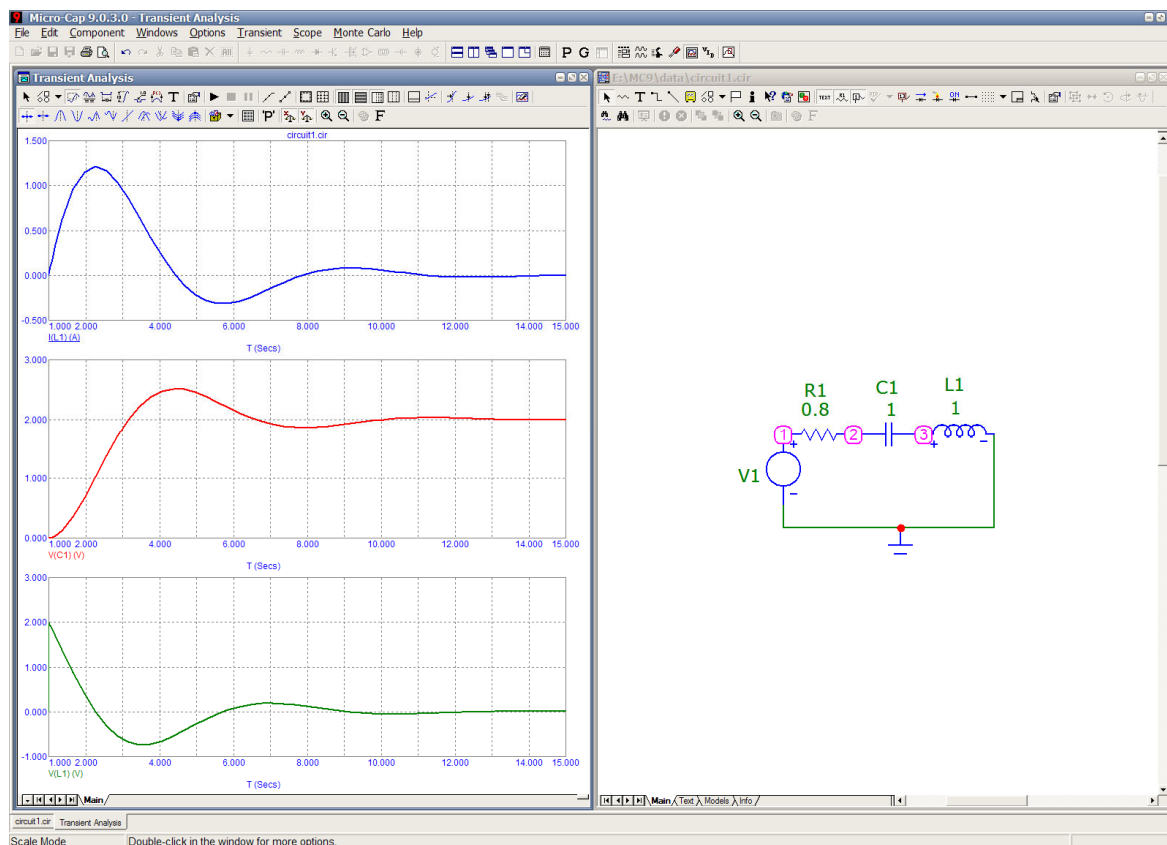 Micro-Cap 9.0.3.0 - Transient Analysis
File Edit Component Windows Options Transient Scope Monte Carlo Help
P G
Transient Analysis
T
'P' F
circuit1.cir
1.500
1.000
0.500
0.000
-0.500
1.000 2.000 4.000 6.000 8.000 10.000 12.000 14.000 15.000
I(L1) (A)
T (Secs)
3.000
2.000
1.000
0.000
1.000 2.000 4.000 6.000 8.000 10.000 12.000 14.000 15.000
V(C1) (V)
T (Secs)
3.000
2.000
1.000
0.000
-1.000
1.000 2.000 4.000 6.000 8.000 10.000 12.000 14.000 15.000
V(L1) (V)
T (Secs)
Main
E:\MC9\data\circuit1.cir
T TEXT
F
R1 C1 L1
0.8 1 1
1 2 3
+ + -
V1
-
Main Text Models Info
circuit1.cir Transient Analysis
Scale Mode Double-click in the window for more options.